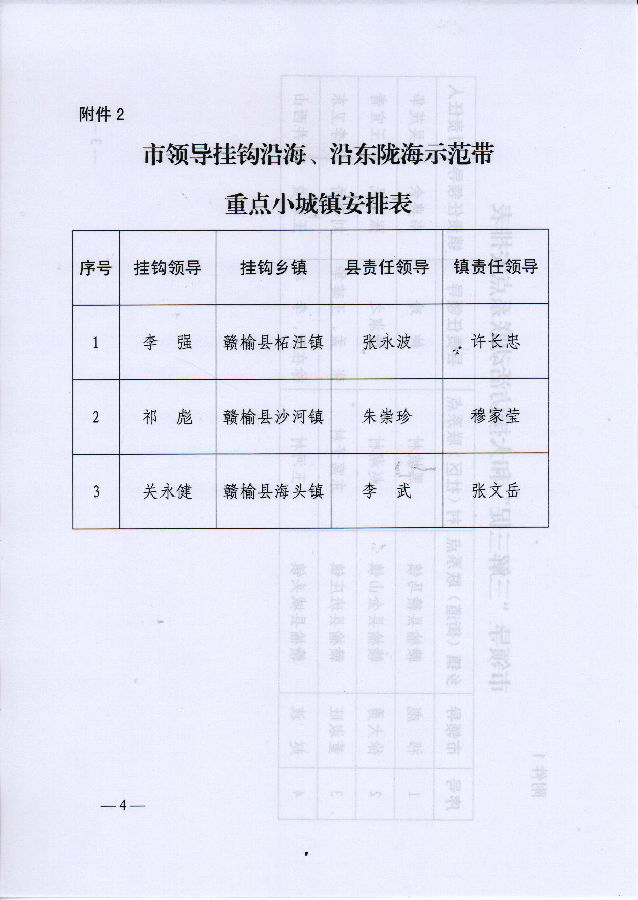 附件2
市领导挂钩沿海、沿东陇海示范带
重点小城镇安排表
序号 挂钩领导 挂钩乡镇 县责任领导 镇责任领导
1 李 强 赣榆县柘汪镇 张永波 许长忠
2 祁 彪 赣榆县沙河镇 朱崇珍 穆家莹
3 关永健 赣榆县海头镇 李 武 张文岳
—4—